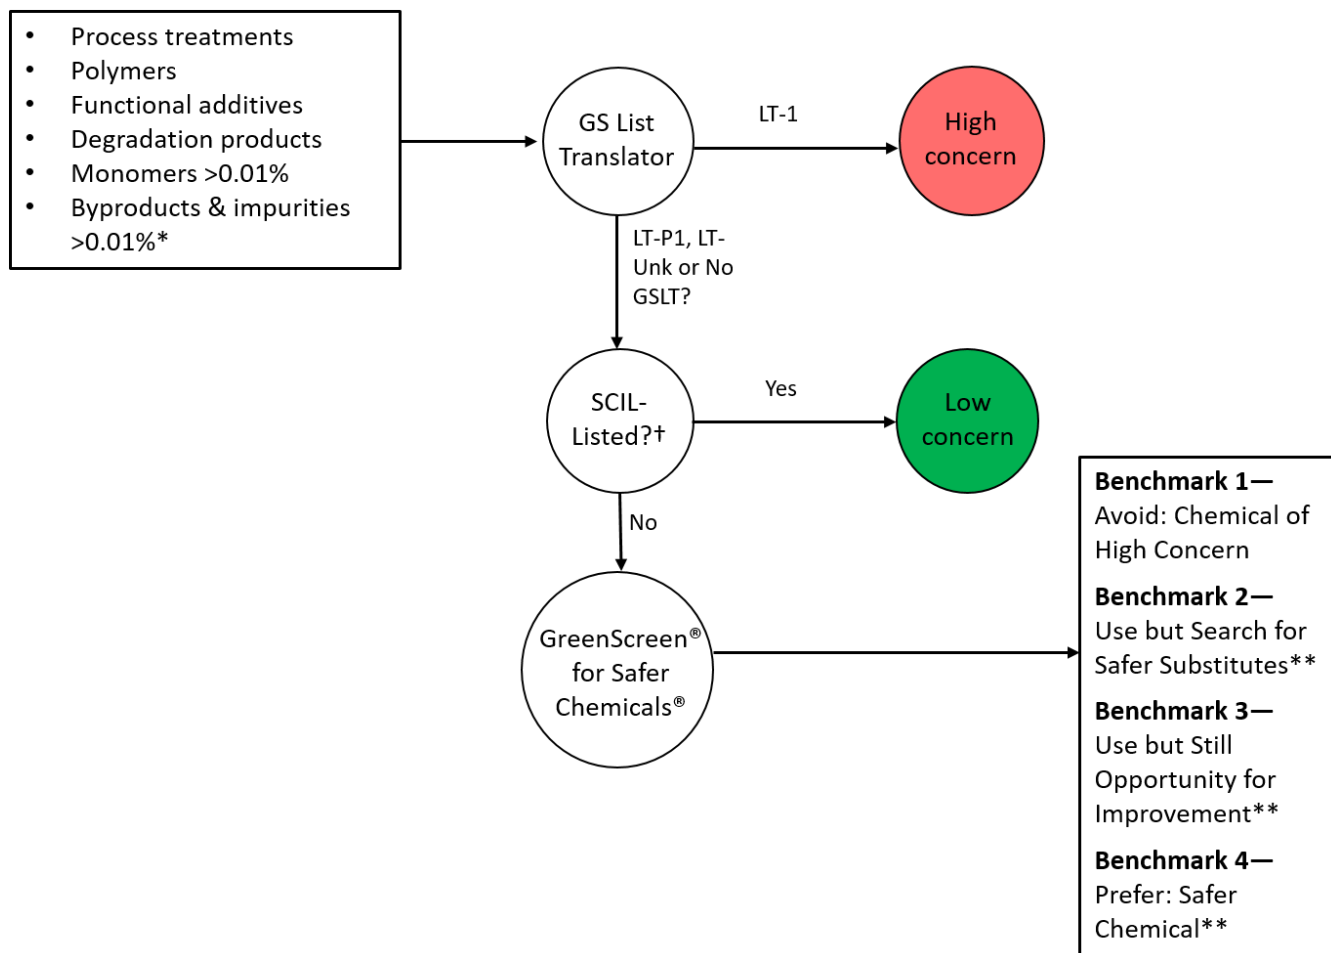 • Process treatments
• Polymers
• Functional additives
• Degradation products
• Monomers >0.01%
• Byproducts & impurities
>0.01%*
GS List
Translator
LT-1
High
concern
LT-P1, LT-
Unk or No
GSLT?
SCIL-
Listed?†
Yes
Low
concern
No
GreenScreen®
for Safer
Chemicals®
Benchmark 1—
Avoid: Chemical of
High Concern
Benchmark 2—
Use but Search for
Safer Substitutes**
Benchmark 3—
Use but Still
Opportunity for
Improvement**
Benchmark 4—
Prefer: Safer
Chemical**